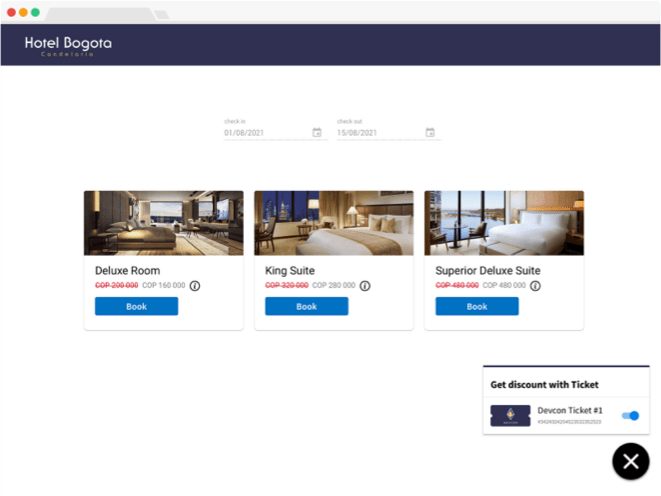 Hotel Bogota
Candelaria
check in
01/08/2021
check out
15/08/2021
Deluxe Room
COP 200 000 COP 160 000
Book
King Suite
COP 320 000 COP 280 000
Book
Superior Deluxe Suite
COP 480 000 COP 480 000
Book
Get discount with Ticket
Devcon Ticket #1